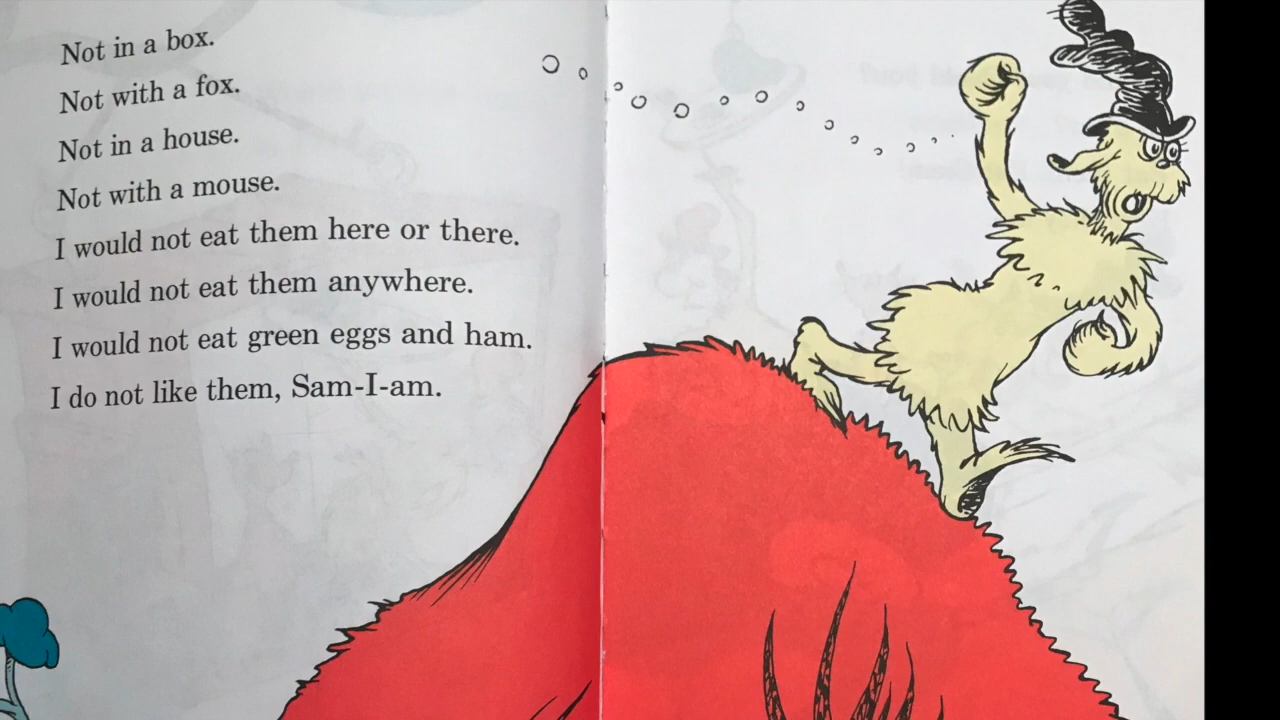 Not in a box.
Not with a fox.
Not in a house.
Not with a mouse.
I would not eat them here or there.
I would not eat them anywhere.
I would not eat green eggs and ham.
I do not like them, Sam-I-am.